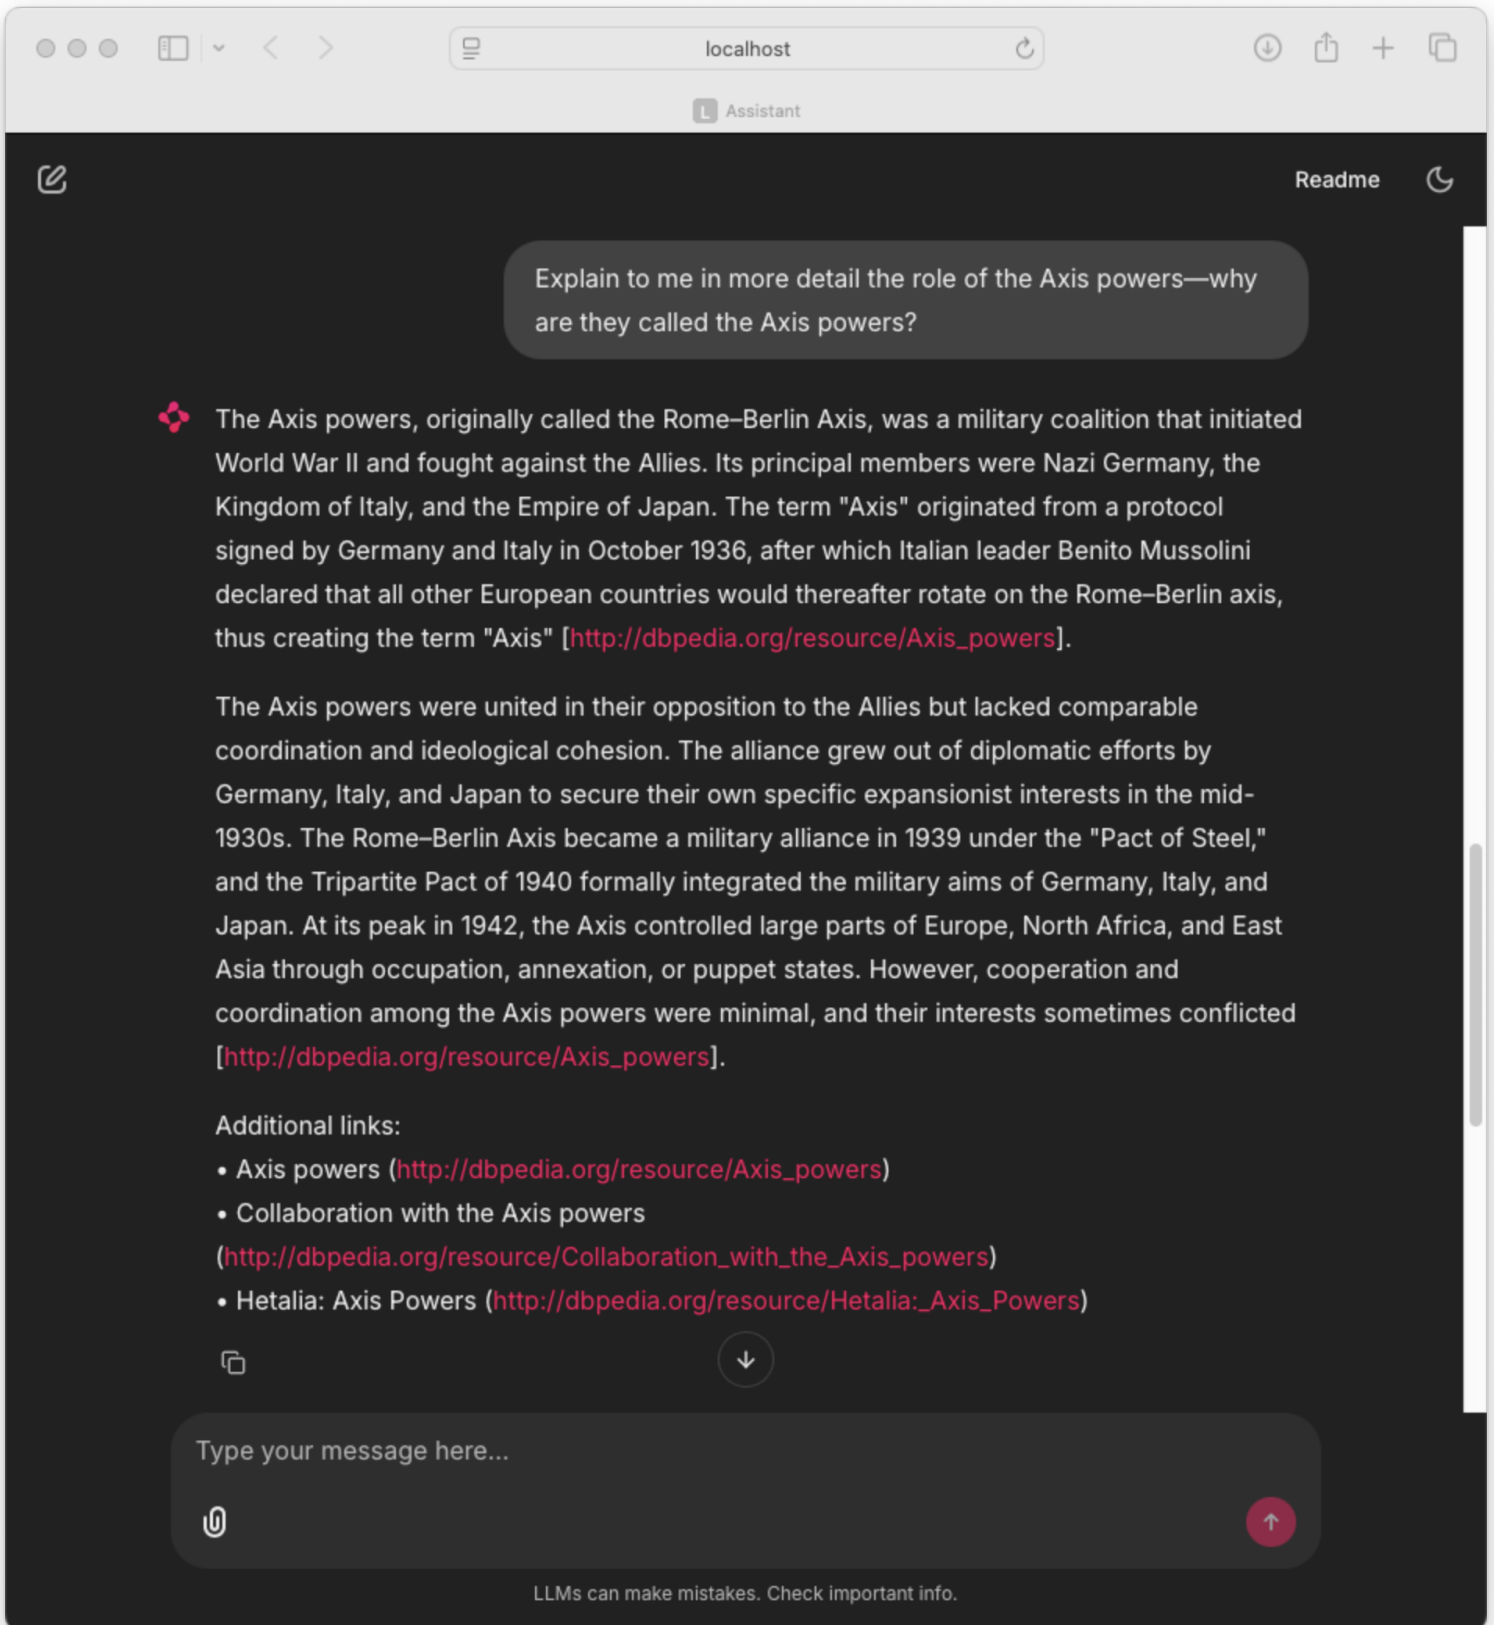 localhost
L Assistant
Readme
Explain to me in more detail the role of the Axis powers—why
are they called the Axis powers?
The Axis powers, originally called the Rome–Berlin Axis, was a military coalition that initiated
World War II and fought against the Allies. Its principal members were Nazi Germany, the
Kingdom of Italy, and the Empire of Japan. The term "Axis" originated from a protocol
signed by Germany and Italy in October 1936, after which Italian leader Benito Mussolini
declared that all other European countries would thereafter rotate on the Rome–Berlin axis,
thus creating the term "Axis" [http://dbpedia.org/resource/Axis_powers].
The Axis powers were united in their opposition to the Allies but lacked comparable
coordination and ideological cohesion. The alliance grew out of diplomatic efforts by
Germany, Italy, and Japan to secure their own specific expansionist interests in the mid-
1930s. The Rome–Berlin Axis became a military alliance in 1939 under the "Pact of Steel,"
and the Tripartite Pact of 1940 formally integrated the military aims of Germany, Italy, and
Japan. At its peak in 1942, the Axis controlled large parts of Europe, North Africa, and East
Asia through occupation, annexation, or puppet states. However, cooperation and
coordination among the Axis powers were minimal, and their interests sometimes conflicted
[http://dbpedia.org/resource/Axis_powers].
Additional links:
• Axis powers (http://dbpedia.org/resource/Axis_powers)
• Collaboration with the Axis powers
(http://dbpedia.org/resource/Collaboration_with_the_Axis_powers)
• Hetalia: Axis Powers (http://dbpedia.org/resource/Hetalia:_Axis_Powers)
Type your message here...
LLMs can make mistakes. Check important info.